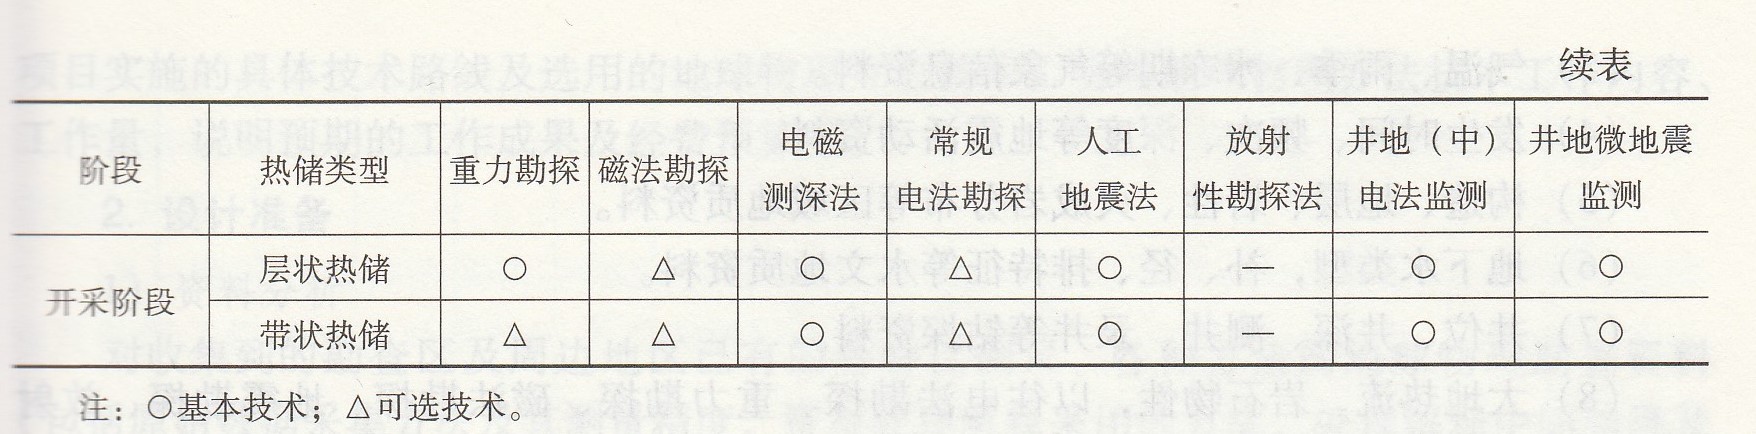 续表
阶段 热储类型 重力勘探 磁法勘探 电磁测深法 常规电法勘探 人工地震法 放射性勘探法 井地（中）电法监测 井地微地震监测
开采阶段 层状热储 ○ △ ○ △ ○ — ○ ○
带状热储 △ △ ○ △ ○ — ○ ○
注：○基本技术；△可选技术。